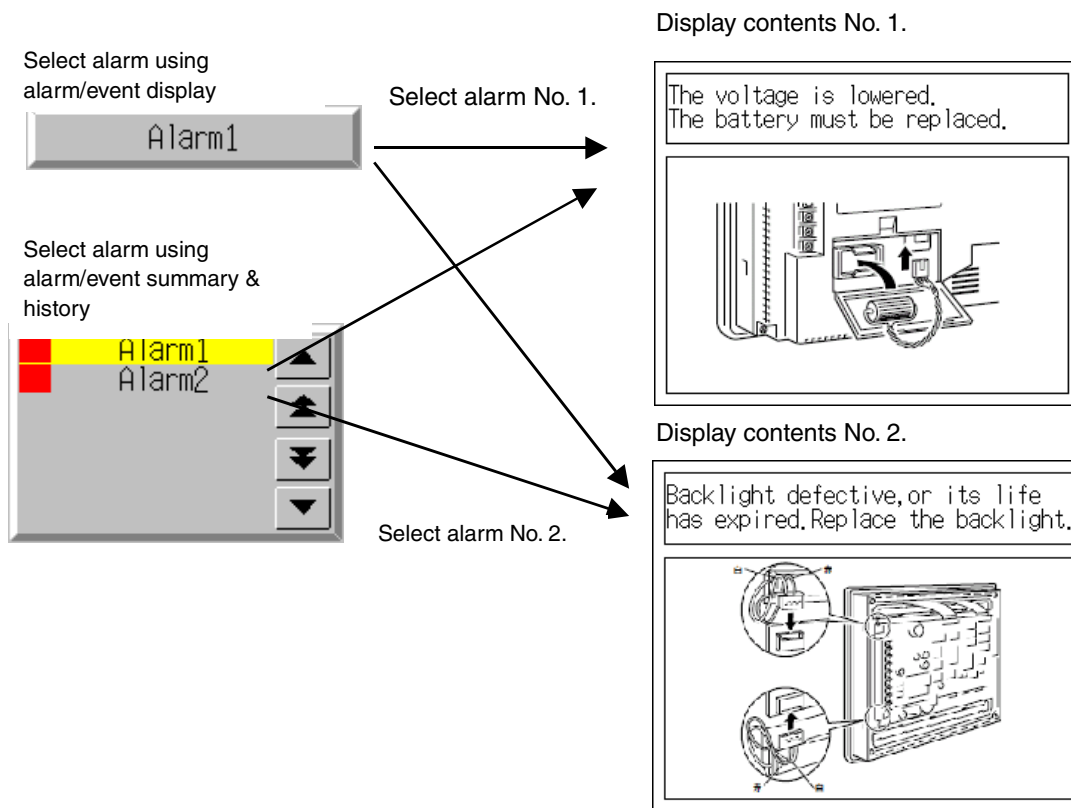 Display contents No. 1.
Select alarm using
alarm/event display
Select alarm No. 1.
Alarm1
The voltage is lowered.
The battery must be replaced.
Select alarm using
alarm/event summary &
history
Alarm1
Alarm2
Display contents No. 2.
Select alarm No. 2.
Backlight defective,or its life
has expired.Replace the backlight.